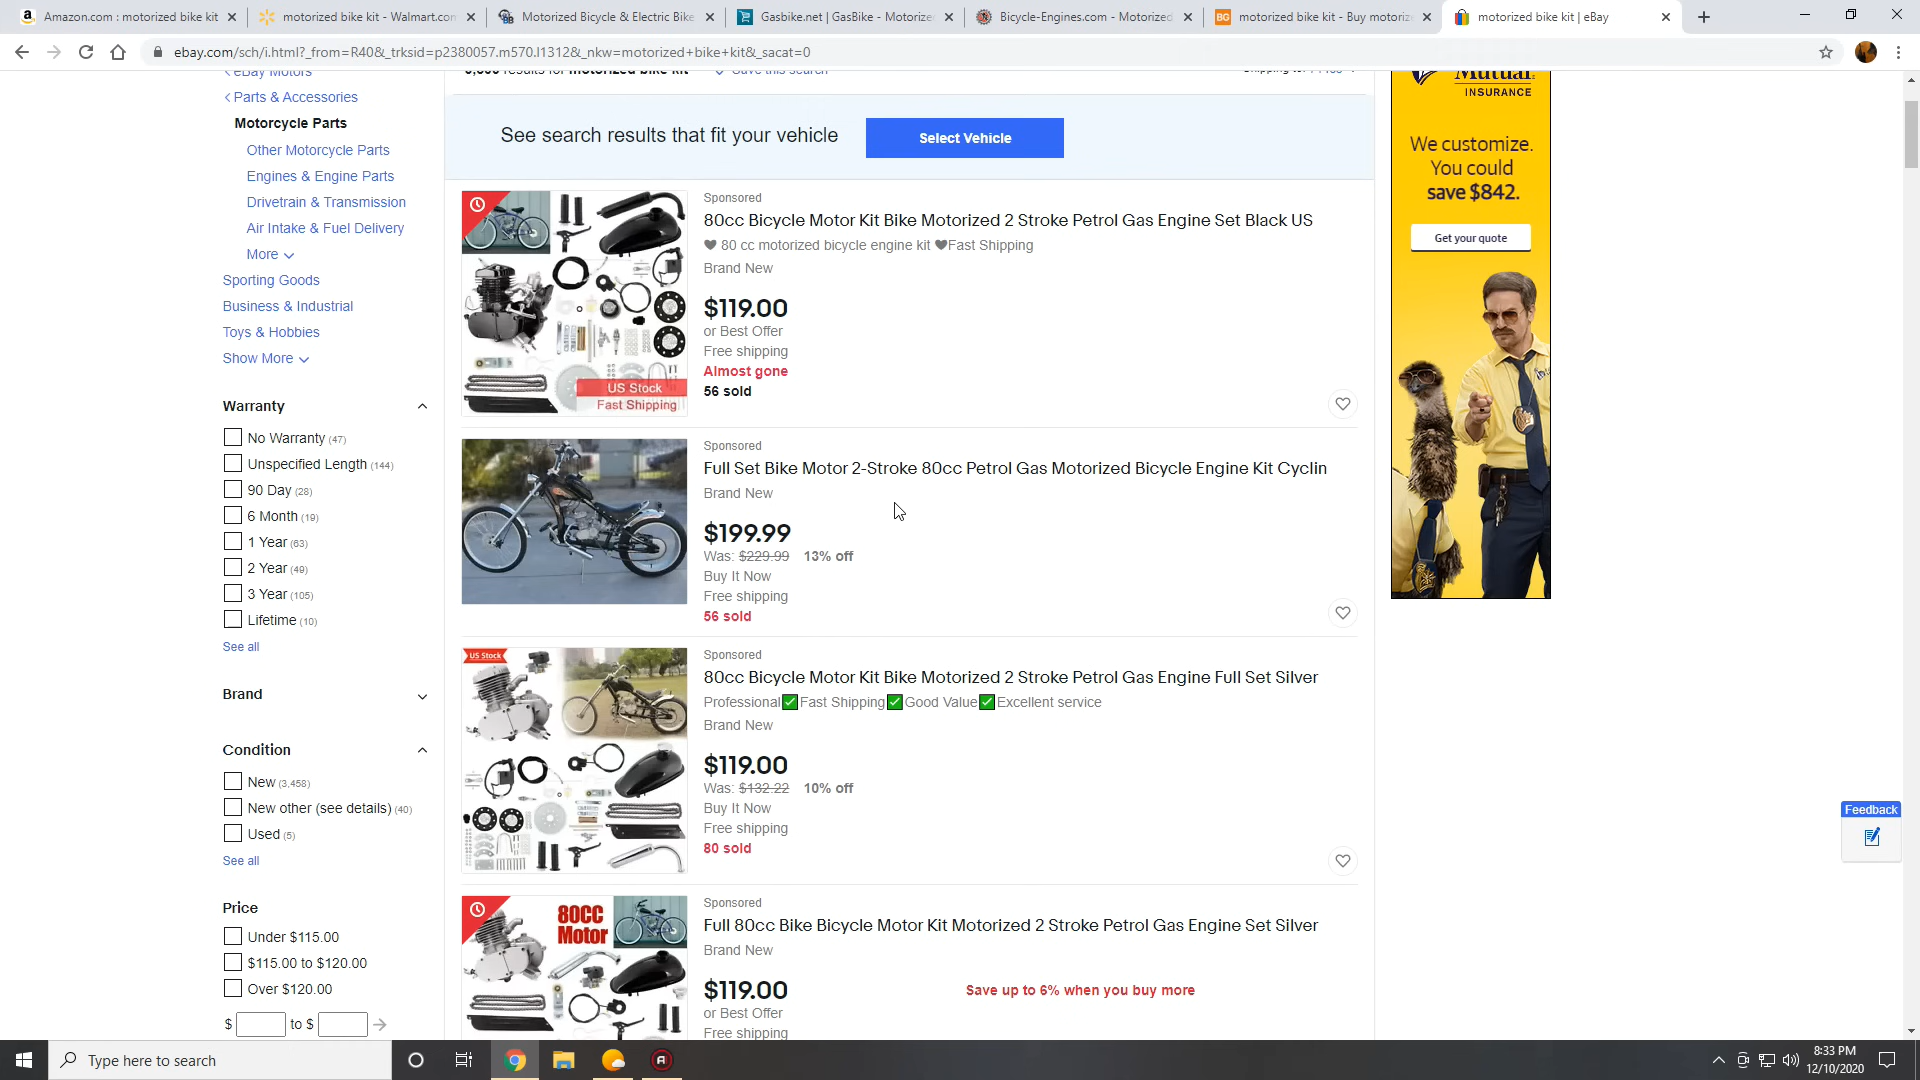 Amazon.com : motorized bike kit
motorized bike kit - Walmart.com
Motorized Bicycle & Electric Bike
Gasbike.net | GasBike - Motorize
Bicycle-Engines.com - Motorized
BG motorized bike kit - Buy motoriz
motorized bike kit | eBay
ebay.com/sch/i.html?_from=R40&_trksid=p2380057.m570.l1312&_nkw=motorized+bike+kit&_sacat=0
eBay Motors
Parts & Accessories
Motorcycle Parts
Other Motorcycle Parts
Engines & Engine Parts
Drivetrain & Transmission
Air Intake & Fuel Delivery
More
Sporting Goods
Business & Industrial
Toys & Hobbies
Show More
Warranty
No Warranty (47)
Unspecified Length (144)
90 Day (28)
6 Month (19)
1 Year (63)
2 Year (49)
3 Year (105)
Lifetime (10)
See all
Brand
Condition
New (3,458)
New other (see details) (40)
Used (5)
See all
Price
Under $115.00
$115.00 to $120.00
Over $120.00
$ to $
results for motorized bike kit
Save this search
Shipping to:
See search results that fit your vehicle
Select Vehicle
US Stock
Fast Shipping
Sponsored
80cc Bicycle Motor Kit Bike Motorized 2 Stroke Petrol Gas Engine Set Black US
♥ 80 cc motorized bicycle engine kit ♥Fast Shipping
Brand New
$119.00
or Best Offer
Free shipping
Almost gone
56 sold
Sponsored
Full Set Bike Motor 2-Stroke 80cc Petrol Gas Motorized Bicycle Engine Kit Cyclin
Brand New
$199.99
Was: $229.99 13% off
Buy It Now
Free shipping
56 sold
US Stock
Sponsored
80cc Bicycle Motor Kit Bike Motorized 2 Stroke Petrol Gas Engine Full Set Silver
Professional✅Fast Shipping✅Good Value✅Excellent service
Brand New
$119.00
Was: $132.22 10% off
Buy It Now
Free shipping
80 sold
80CC
Motor
Sponsored
Full 80cc Bike Bicycle Motor Kit Motorized 2 Stroke Petrol Gas Engine Set Silver
Brand New
$119.00
Save up to 6% when you buy more
or Best Offer
Free shipping
Mutual
INSURANCE
We customize.
You could
save $842.
Get your quote
Feedback
Type here to search
8:33 PM
12/10/2020